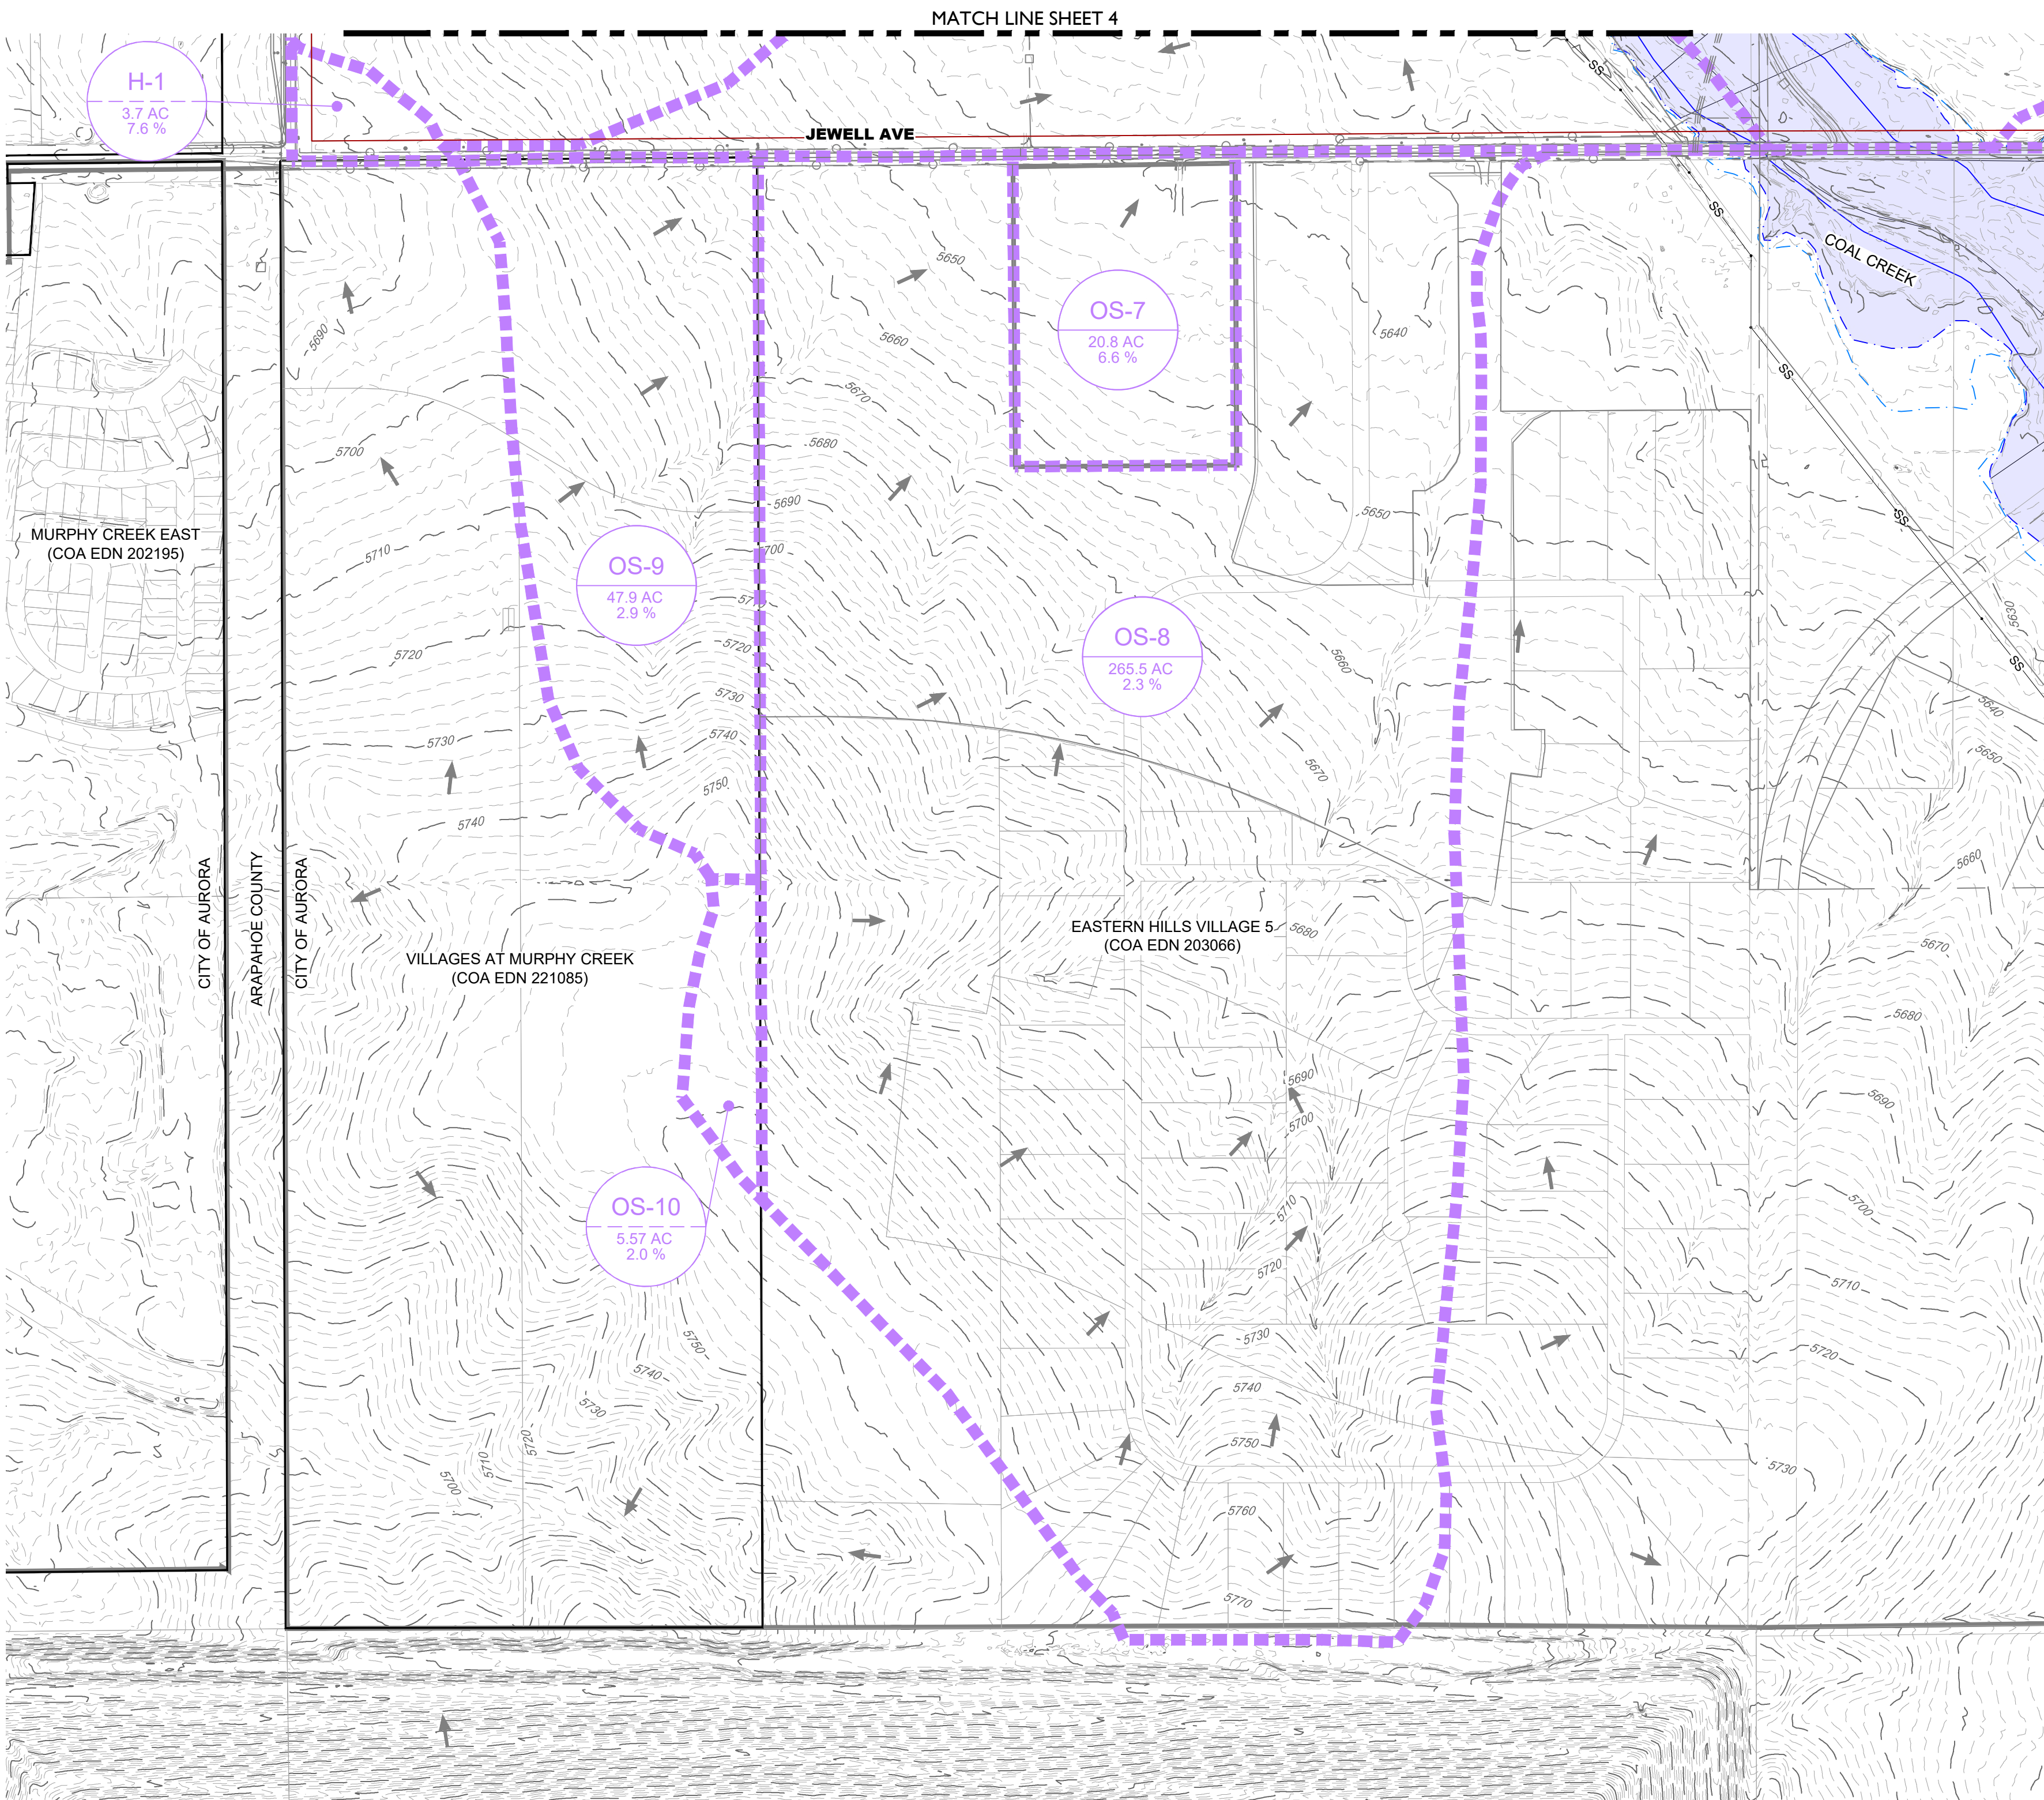 MATCH LINE SHEET 4
H-1
3.7 AC
7.6 %
JEWELL AVE
SS
SS
COAL CREEK
5650
OS-7
20.8 AC
6.6 %
5690
5660
5640
5670
SS
5700
5680
5690
5650
SS
MURPHY CREEK EAST
(COA EDN 202195)
5710
5700
OS-9
47.9 AC
2.9 %
5630
OS-8
265.5 AC
2.3 %
5720
5720
5660
SS
5730
5640
5730
5740
5650
5670
5750
5740
5660
CITY OF AURORA
ARAPAHOE COUNTY
CITY OF AURORA
EASTERN HILLS VILLAGE 5
(COA EDN 203066)
5680
5670
VILLAGES AT MURPHY CREEK
(COA EDN 221085)
5680
5690
5690
5700
OS-10
5.57 AC
2.0 %
5710
5700
5720
5710
5730
5750
5720
5740
5740
5730
5720
5750
5710
5700
5730
5760
5770